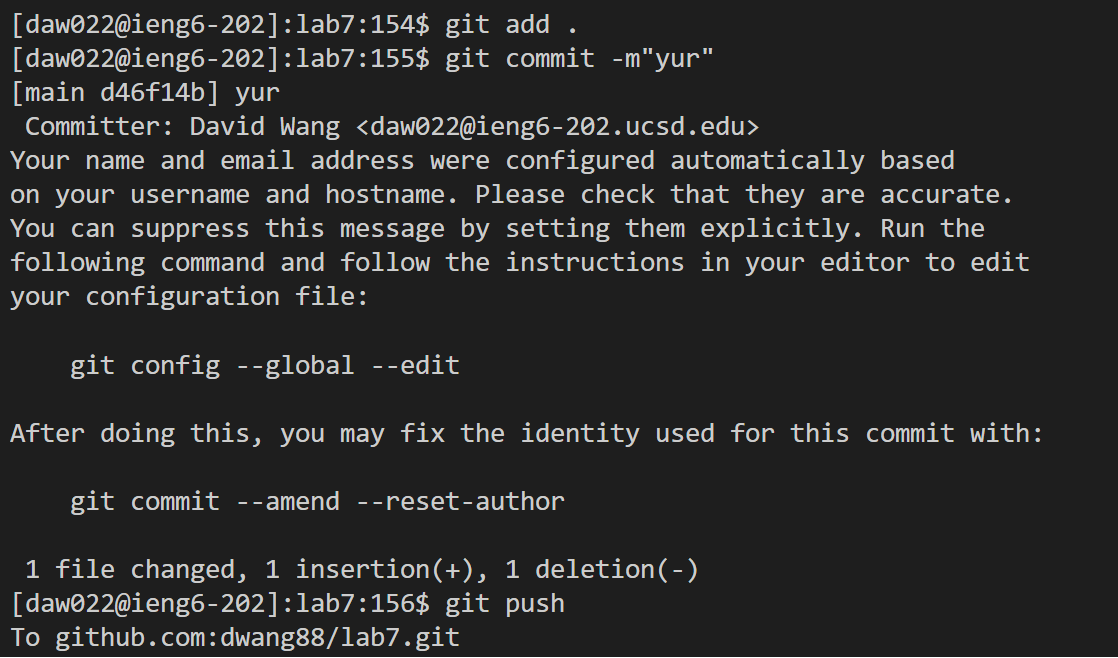 [daw022@ieng6-202]:lab7:154$ git add .
[daw022@ieng6-202]:lab7:155$ git commit -m"yur"
[main d46f14b] yur
 Committer: David Wang <daw022@ieng6-202.ucsd.edu>
Your name and email address were configured automatically based
on your username and hostname. Please check that they are accurate.
You can suppress this message by setting them explicitly. Run the
following command and follow the instructions in your editor to edit
your configuration file:

    git config --global --edit

After doing this, you may fix the identity used for this commit with:

    git commit --amend --reset-author

 1 file changed, 1 insertion(+), 1 deletion(-)
[daw022@ieng6-202]:lab7:156$ git push
To github.com:dwang88/lab7.git